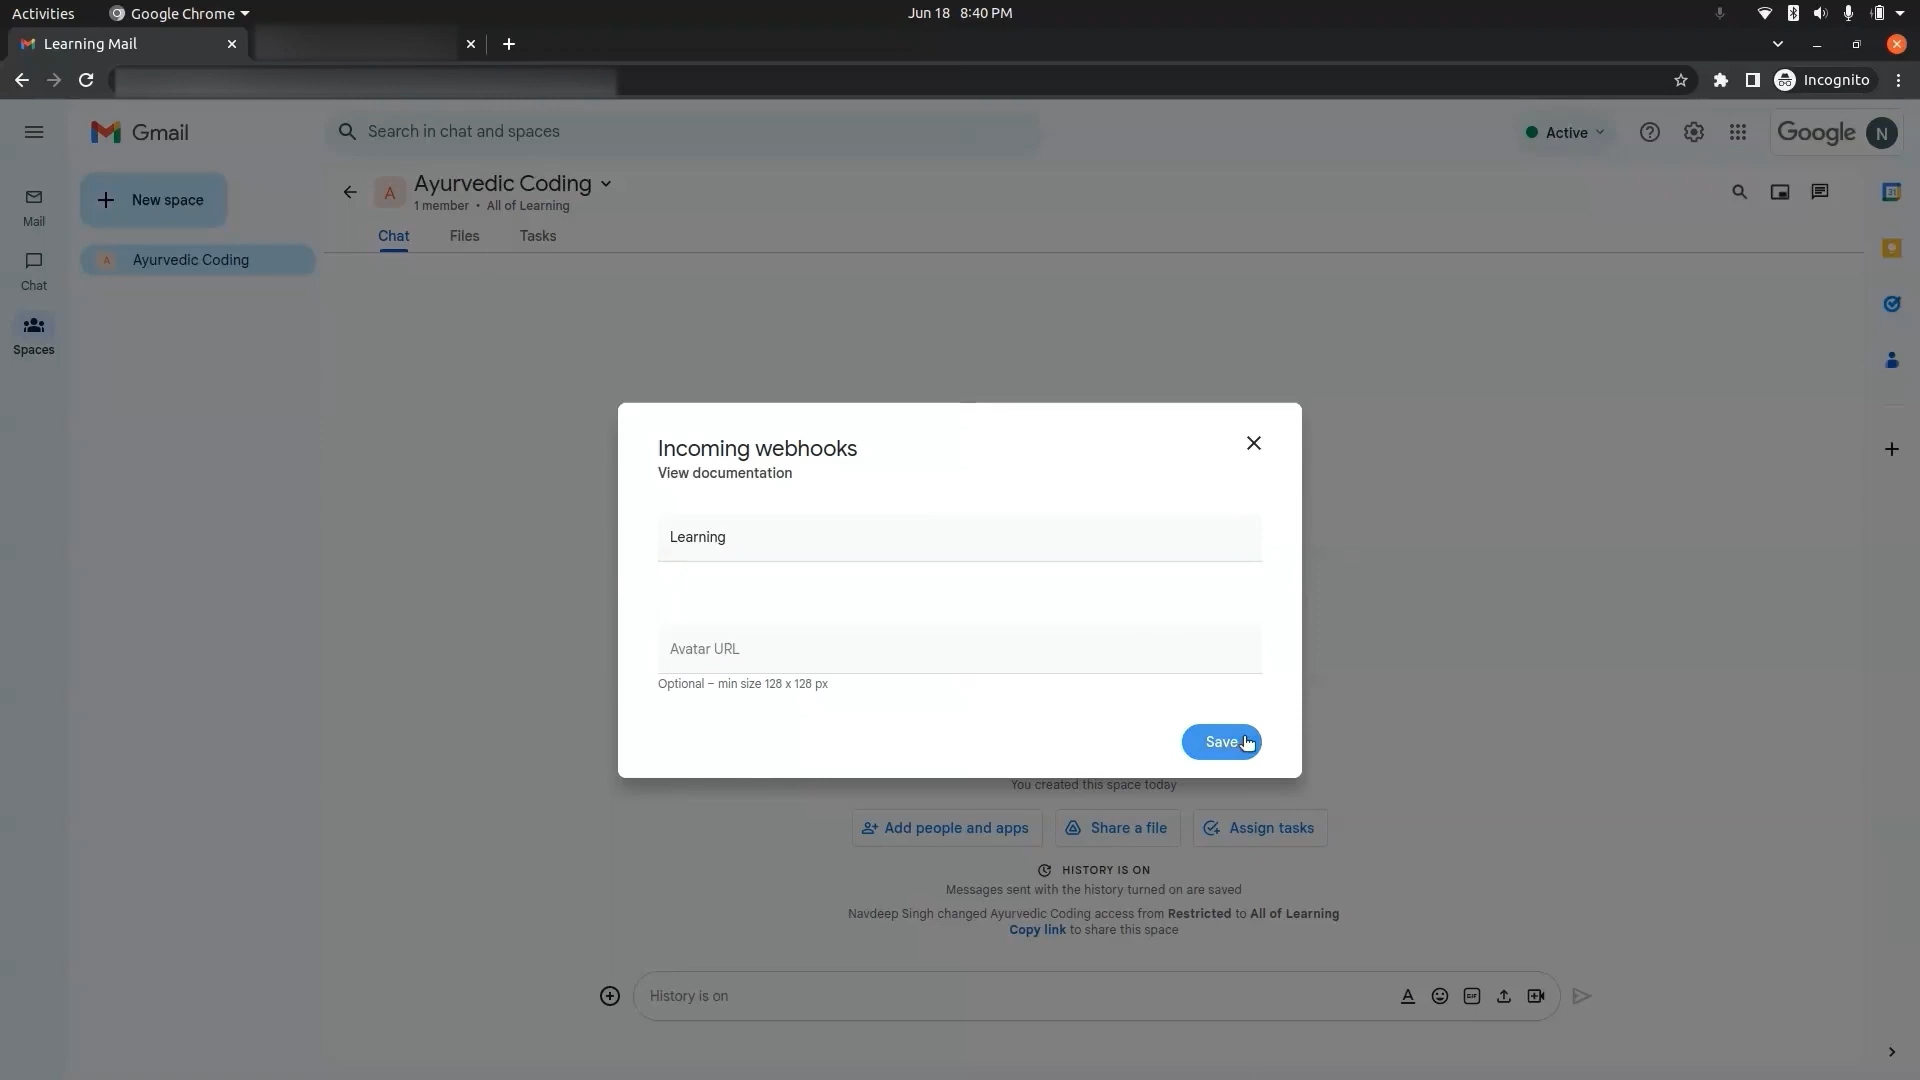 Activities
Google Chrome
Jun 18 8:40 PM
Learning Mail
Incognito
Gmail
Search in chat and spaces
Active
Google
N
Mail
Chat
Spaces
New space
A Ayurvedic Coding
A
Ayurvedic Coding
1 member • All of Learning
Chat
Files
Tasks
31
Incoming webhooks
View documentation
Learning
Avatar URL
Optional – min size 128 x 128 px
Save
You created this space today
Add people and apps
Share a file
Assign tasks
HISTORY IS ON
Messages sent with the history turned on are saved
Navdeep Singh changed Ayurvedic Coding access from Restricted to All of Learning
Copy link to share this space
History is on
A
GIF